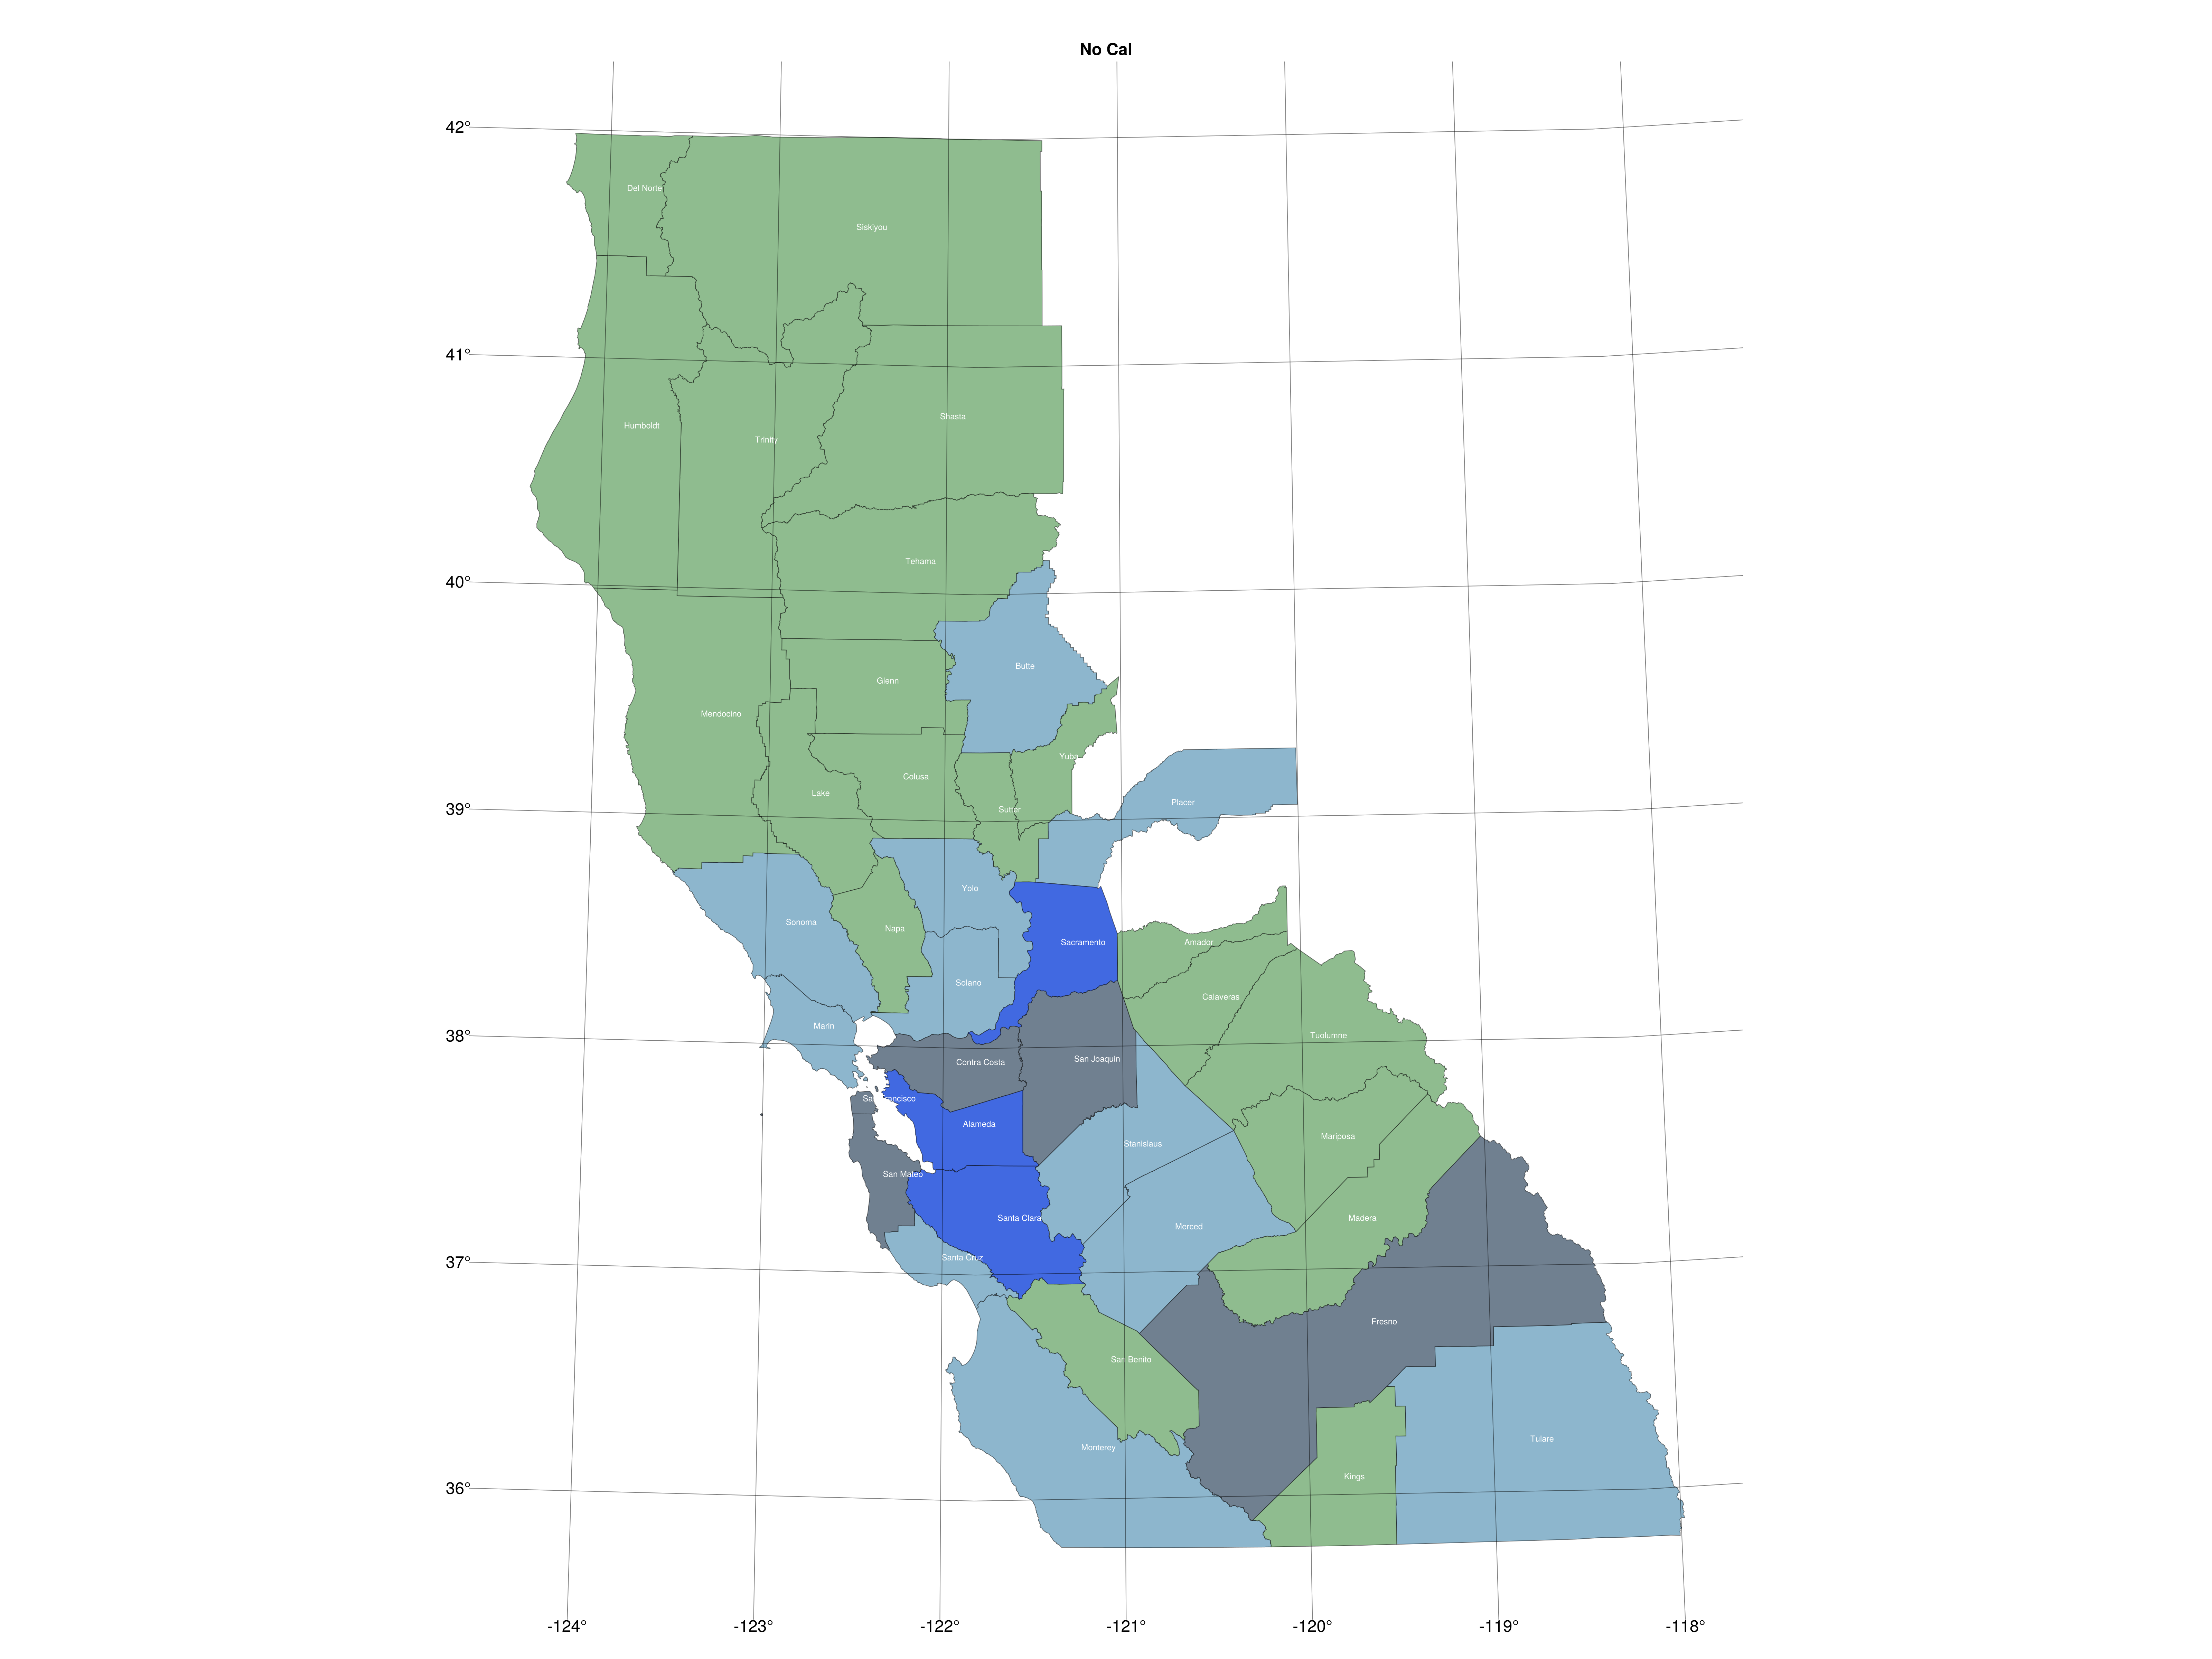 No Cal
42°
Del Norte
Siskiyou
41°
Shasta
Humboldt
Trinity
Tehama
40°
Butte
Glenn
Mendocino
Yuba
Colusa
Lake
Placer
39°
Sutter
Yolo
Sonoma
Napa
Sacramento
Amador
Solano
Calaveras
Marin
38°
Tuolumne
Contra Costa
San Joaquin
San Francisco
Alameda
Mariposa
Stanislaus
San Mateo
Santa Clara
Merced
Madera
Santa Cruz
37°
Fresno
San Benito
Tulare
Monterey
Kings
36°
-124°
-123°
-122°
-121°
-120°
-119°
-118°